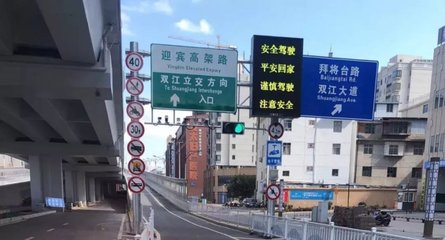 迎宾高架路
Yingbin Elevated Expwy
双江立交方向
To Shuangjiang Interchange
入口
安全驾驶
平安回家
谨慎驾驶
注意安全
拜将台路
Baijiangtai Rd.
双江大道
Shuangjiang Ave
40
30